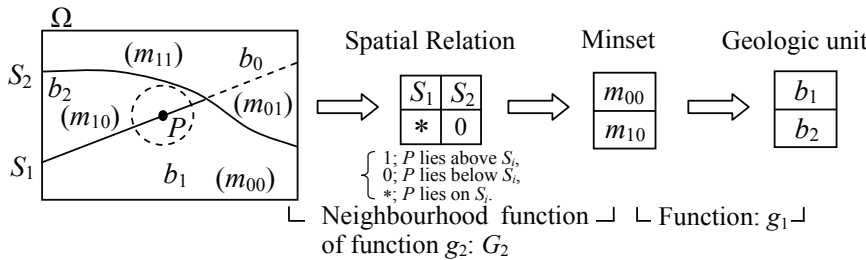 Ω
S₂
S₁
(m₁₁)
b₀
b₂
(m₁₀)
(m₀₁)
P
b₁
(m₀₀)
Spatial Relation
S₁ S₂
* 0
1; P lies above Sᵢ,
0; P lies below Sᵢ,
*; P lies on Sᵢ.
Minset
m₀₀
m₁₀
Geologic unit
b₁
b₂
Neighbourhood function
of function g₂: G₂
Function: g₁